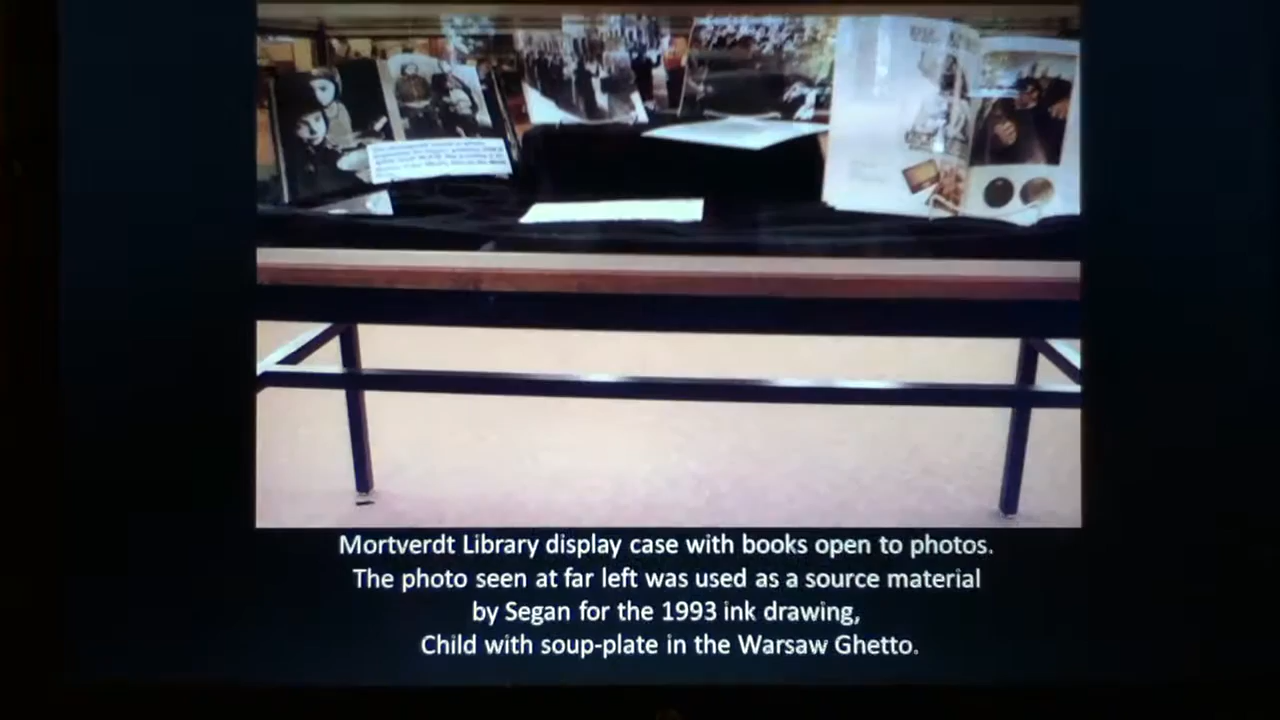 Mortverdt Library display case with books open to photos.
The photo seen at far left was used as a source material
by Segan for the 1993 ink drawing,
Child with soup-plate in the Warsaw Ghetto.